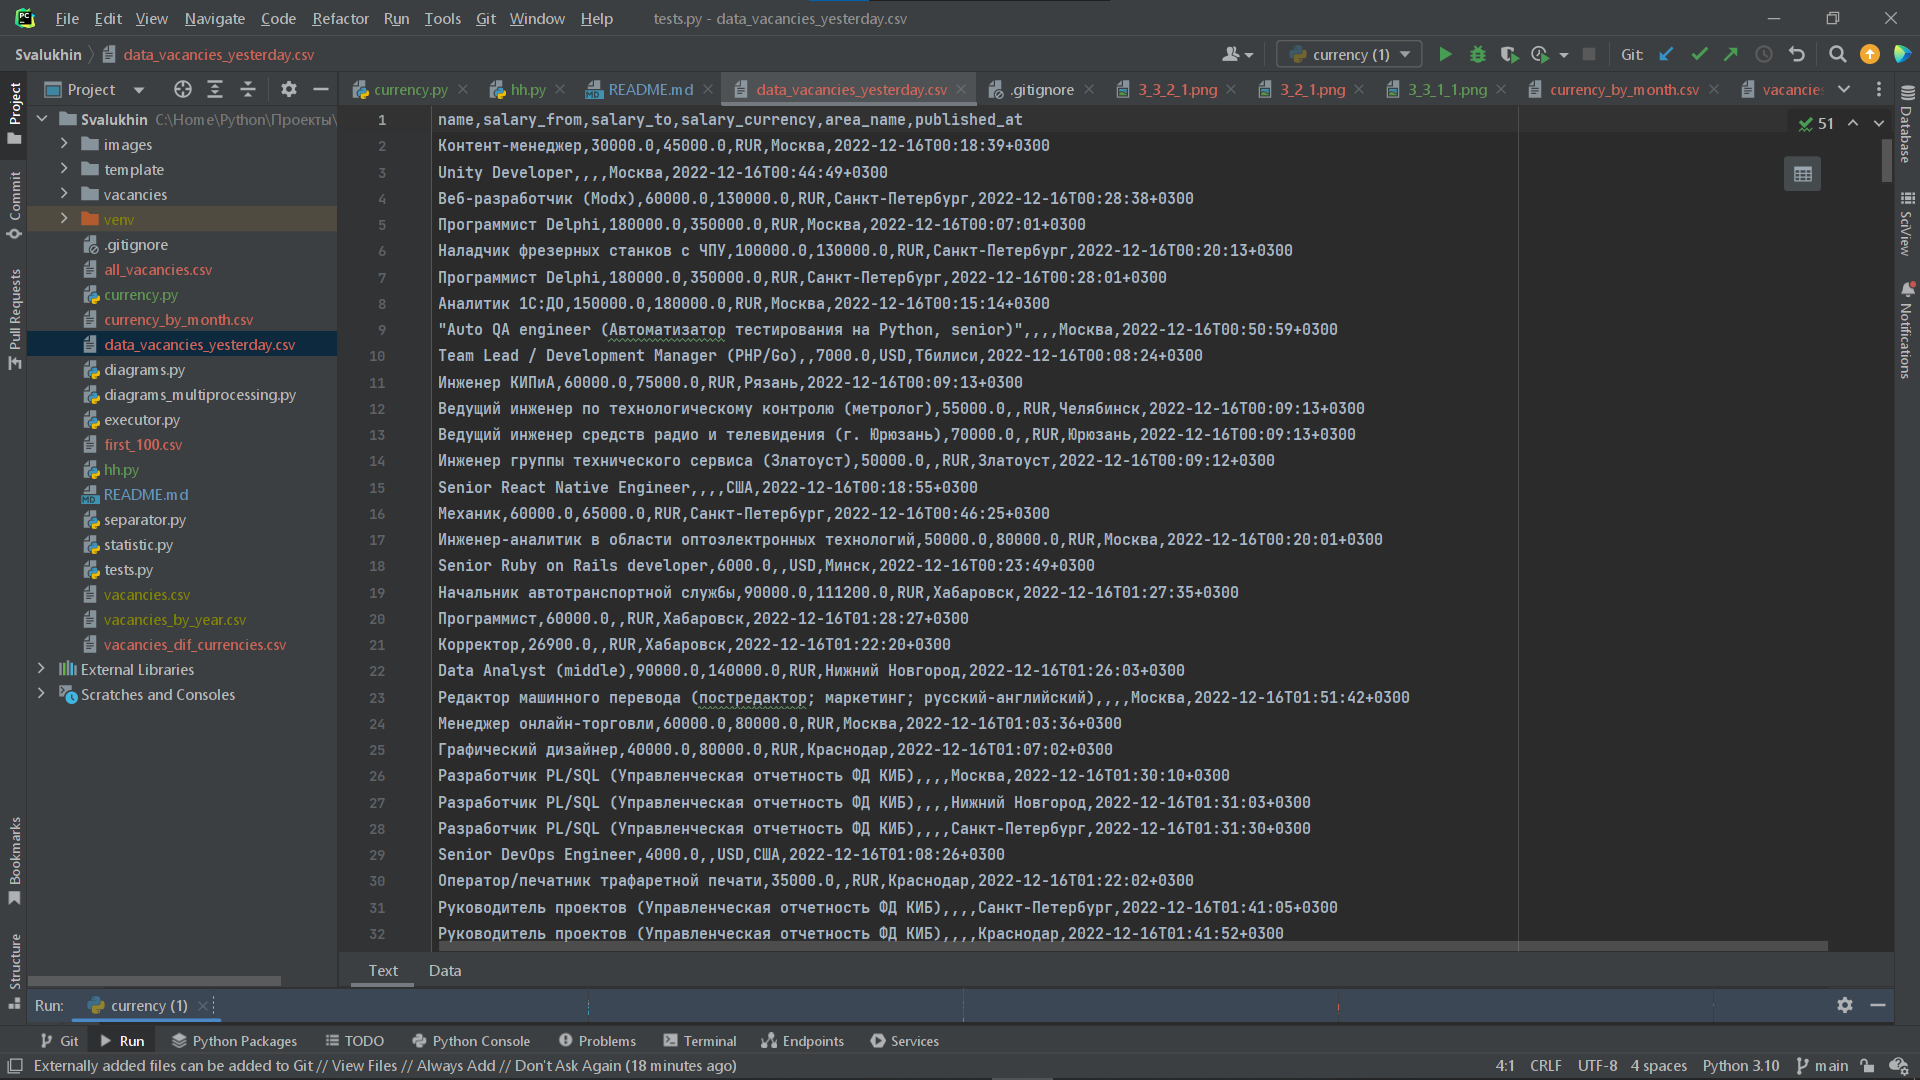 File Edit View Navigate Code Refactor Run Tools Git Window Help tests.py - data_vacancies_yesterday.csv
Svalukhin data_vacancies_yesterday.csv currency (1) Git:
Project currency.py hh.py README.md data_vacancies_yesterday.csv .gitignore 3_3_2_1.png 3_2_1.png 3_3_1_1.png currency_by_month.csv vacancies
Svalukhin C:\Home\Python\Проекты\
images
template
vacancies
venv
.gitignore
all_vacancies.csv
currency.py
currency_by_month.csv
data_vacancies_yesterday.csv
diagrams.py
diagrams_multiprocessing.py
executor.py
first_100.csv
hh.py
README.md
separator.py
statistic.py
tests.py
vacancies.csv
vacancies_by_year.csv
vacancies_dif_currencies.csv
External Libraries
Scratches and Consoles
Project
Commit
Pull Requests
Bookmarks
Structure
51
1 name,salary_from,salary_to,salary_currency,area_name,published_at
2 Контент-менеджер,30000.0,45000.0,RUR,Москва,2022-12-16T00:18:39+0300
3 Unity Developer,,,,Москва,2022-12-16T00:44:49+0300
4 Веб-разработчик (Modx),60000.0,130000.0,RUR,Санкт-Петербург,2022-12-16T00:28:38+0300
5 Программист Delphi,180000.0,350000.0,RUR,Москва,2022-12-16T00:07:01+0300
6 Наладчик фрезерных станков с ЧПУ,100000.0,130000.0,RUR,Санкт-Петербург,2022-12-16T00:20:13+0300
7 Программист Delphi,180000.0,350000.0,RUR,Санкт-Петербург,2022-12-16T00:28:01+0300
8 Аналитик 1С:ДО,150000.0,180000.0,RUR,Москва,2022-12-16T00:15:14+0300
9 "Auto QA engineer (Автоматизатор тестирования на Python, senior)",,,,Москва,2022-12-16T00:50:59+0300
10 Team Lead / Development Manager (PHP/Go),,7000.0,USD,Тбилиси,2022-12-16T00:08:24+0300
11 Инженер КИПиА,60000.0,75000.0,RUR,Рязань,2022-12-16T00:09:13+0300
12 Ведущий инженер по технологическому контролю (метролог),55000.0,,RUR,Челябинск,2022-12-16T00:09:13+0300
13 Ведущий инженер средств радио и телевидения (г. Юрюзань),70000.0,,RUR,Юрюзань,2022-12-16T00:09:13+0300
14 Инженер группы технического сервиса (Златоуст),50000.0,,RUR,Златоуст,2022-12-16T00:09:12+0300
15 Senior React Native Engineer,,,,США,2022-12-16T00:18:55+0300
16 Механик,60000.0,65000.0,RUR,Санкт-Петербург,2022-12-16T00:46:25+0300
17 Инженер-аналитик в области оптоэлектронных технологий,50000.0,80000.0,RUR,Москва,2022-12-16T00:20:01+0300
18 Senior Ruby on Rails developer,6000.0,,USD,Минск,2022-12-16T00:23:49+0300
19 Начальник автотранспортной службы,90000.0,111200.0,RUR,Хабаровск,2022-12-16T01:27:35+0300
20 Программист,60000.0,,RUR,Хабаровск,2022-12-16T01:28:27+0300
21 Корректор,26900.0,,RUR,Хабаровск,2022-12-16T01:22:20+0300
22 Data Analyst (middle),90000.0,140000.0,RUR,Нижний Новгород,2022-12-16T01:26:03+0300
23 Редактор машинного перевода (постредактор; маркетинг; русский-английский),,,,Москва,2022-12-16T01:51:42+0300
24 Менеджер онлайн-торговли,60000.0,80000.0,RUR,Москва,2022-12-16T01:03:36+0300
25 Графический дизайнер,40000.0,80000.0,RUR,Краснодар,2022-12-16T01:07:02+0300
26 Разработчик PL/SQL (Управленческая отчетность ФД КИБ),,,,Москва,2022-12-16T01:30:10+0300
27 Разработчик PL/SQL (Управленческая отчетность ФД КИБ),,,,Нижний Новгород,2022-12-16T01:31:03+0300
28 Разработчик PL/SQL (Управленческая отчетность ФД КИБ),,,,Санкт-Петербург,2022-12-16T01:31:30+0300
29 Senior DevOps Engineer,4000.0,,USD,США,2022-12-16T01:08:26+0300
30 Оператор/печатник трафаретной печати,35000.0,,RUR,Краснодар,2022-12-16T01:22:02+0300
31 Руководитель проектов (Управленческая отчетность ФД КИБ),,,,Санкт-Петербург,2022-12-16T01:41:05+0300
32 Руководитель проектов (Управленческая отчетность ФД КИБ),,,,Краснодар,2022-12-16T01:41:52+0300
Database
SciView
Notifications
Text Data
Run: currency (1)
Git Run Python Packages TODO Python Console Problems Terminal Endpoints Services
Externally added files can be added to Git // View Files // Always Add // Don't Ask Again (18 minutes ago) 4:1 CRLF UTF-8 4 spaces Python 3.10 main